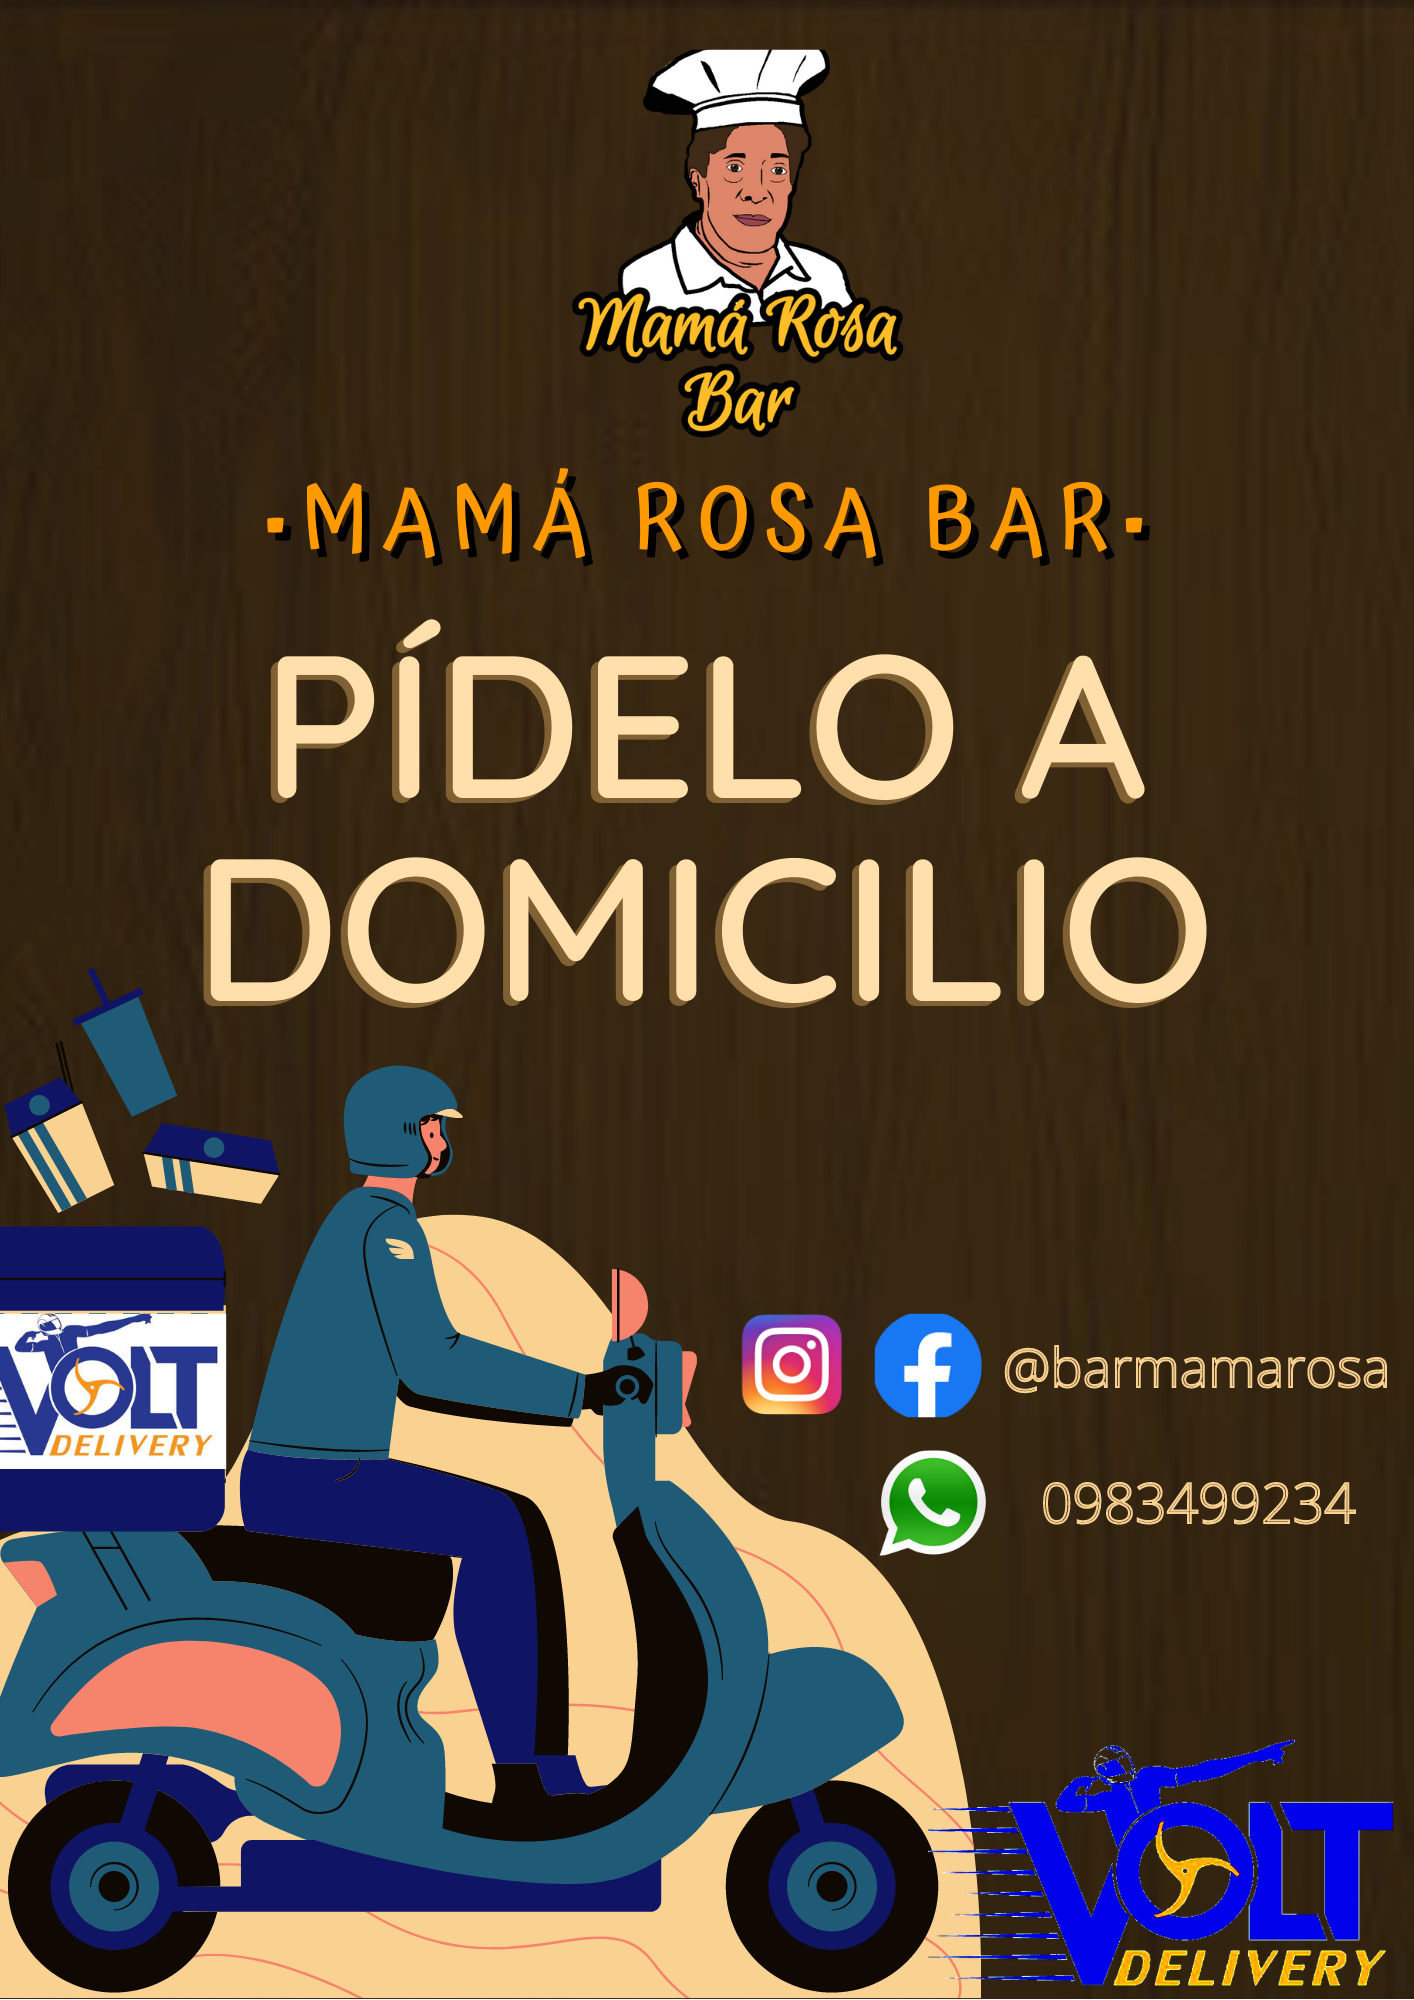 Mamá Rosa
Bar
·MAMÁ ROSA BAR·
PÍDELO A
DOMICILIO
VOLT
DELIVERY
@barmamarosa
0983499234
VOLT
DELIVERY